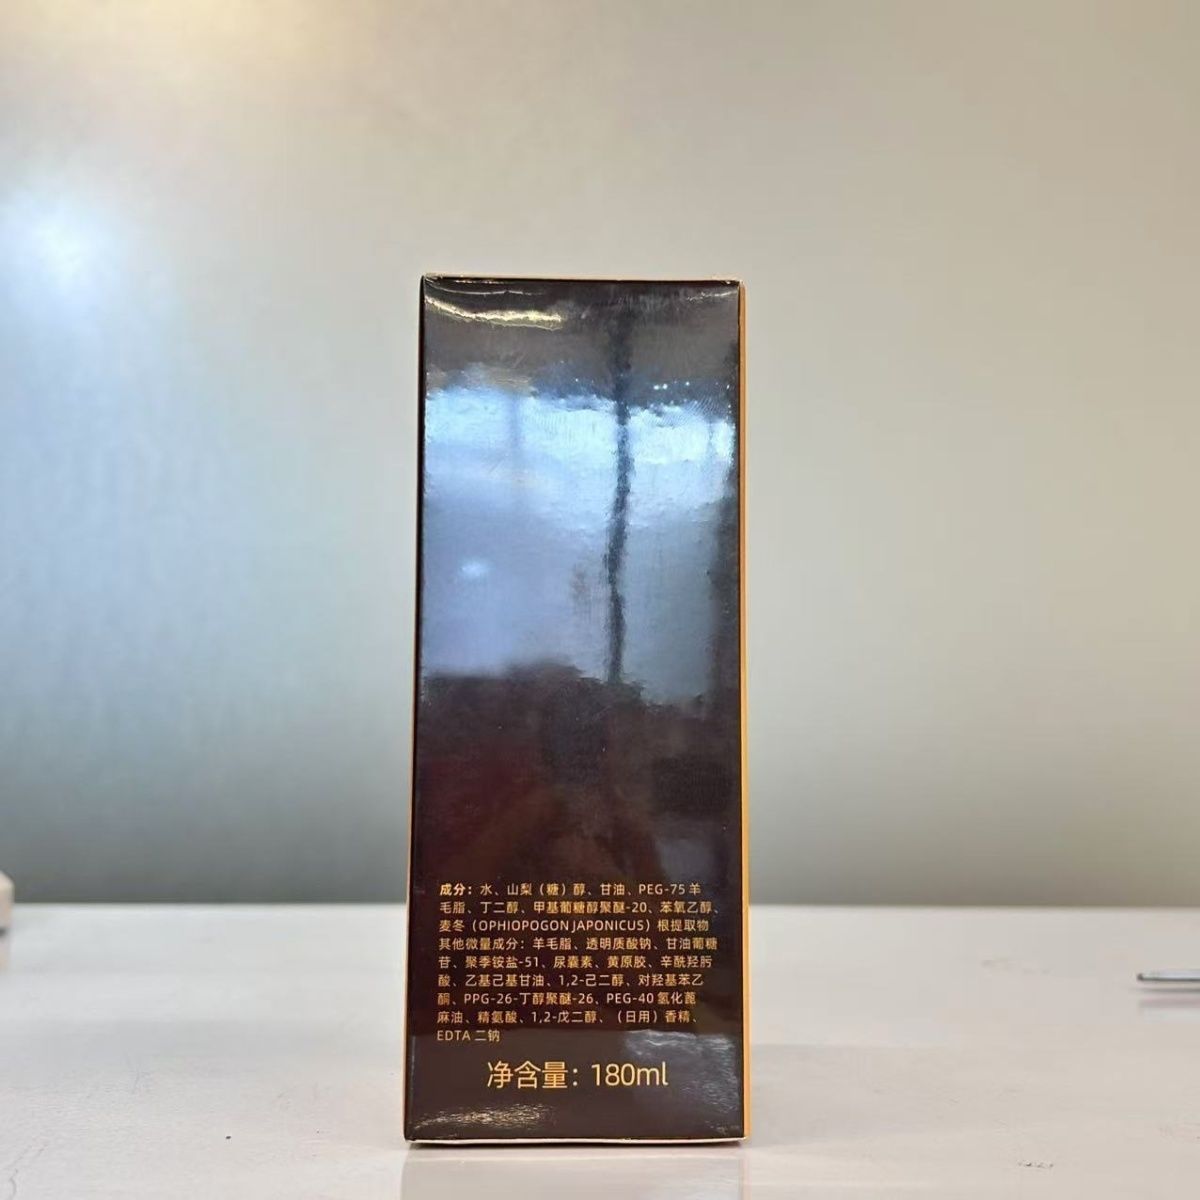 成分：水、山梨（糖）醇、甘油、PEG-75 羊
毛脂、丁二醇、甲基葡糖醇聚醚-20、苯氧乙醇、
麦冬（OPHIOPOGON JAPONICUS）根提取物
其他微量成分：羊毛脂、透明质酸钠、甘油葡糖
苷、聚季铵盐-51、尿囊素、黄原胶、辛酰羟肟
酸、乙基己基甘油、1,2-己二醇、对羟基苯乙
酮、PPG-26-丁醇聚醚-26、PEG-40 氢化蓖
麻油、精氨酸、1,2-戊二醇、（日用）香精、
EDTA 二钠
净含量：180ml